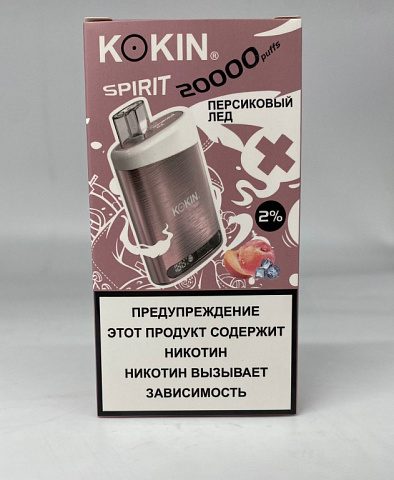 KOKIN®
SPIRIT 20000 puffs
ПЕРСИКОВЫЙ
ЛЕД
KOKIN
2%
ПРЕДУПРЕЖДЕНИЕ
ЭТОТ ПРОДУКТ СОДЕРЖИТ
НИКОТИН
НИКОТИН ВЫЗЫВАЕТ
ЗАВИСИМОСТЬ